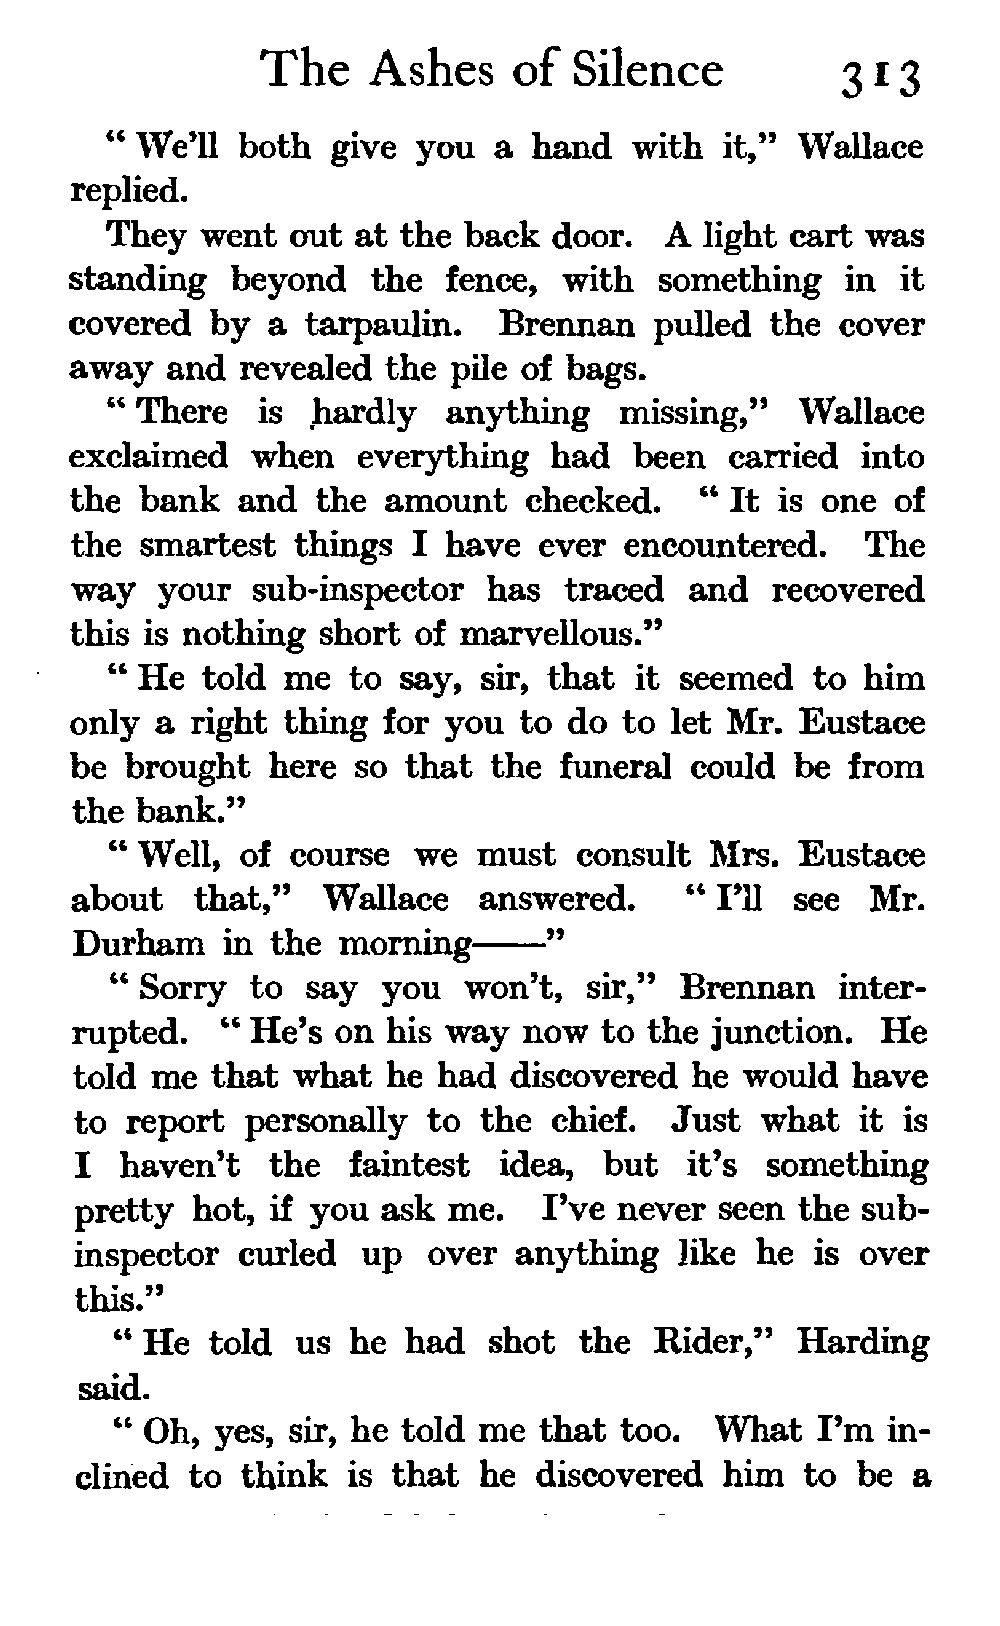 The Ashes of Silence 313
“ We’ll both give you a hand with it,” Wallace
replied.
They went out at the back door. A light cart was
standing beyond the fence, with something in it
covered by a tarpaulin. Brennan pulled the cover
away and revealed the pile of bags.
“ There is hardly anything missing,” Wallace
exclaimed when everything had been carried into
the bank and the amount checked. “ It is one of
the smartest things I have ever encountered. The
way your sub-inspector has traced and recovered
this is nothing short of marvellous.”
“ He told me to say, sir, that it seemed to him
only a right thing for you to do to let Mr. Eustace
be brought here so that the funeral could be from
the bank.”
“ Well, of course we must consult Mrs. Eustace
about that,” Wallace answered. “ I’ll see Mr.
Durham in the morning——”
“ Sorry to say you won’t, sir,” Brennan inter-
rupted. “ He’s on his way now to the junction. He
told me that what he had discovered he would have
to report personally to the chief. Just what it is
I haven’t the faintest idea, but it’s something
pretty hot, if you ask me. I’ve never seen the sub-
inspector curled up over anything like he is over
this.”
“ He told us he had shot the Rider,” Harding
said.
“ Oh, yes, sir, he told me that too. What I’m in-
clined to think is that he discovered him to be a